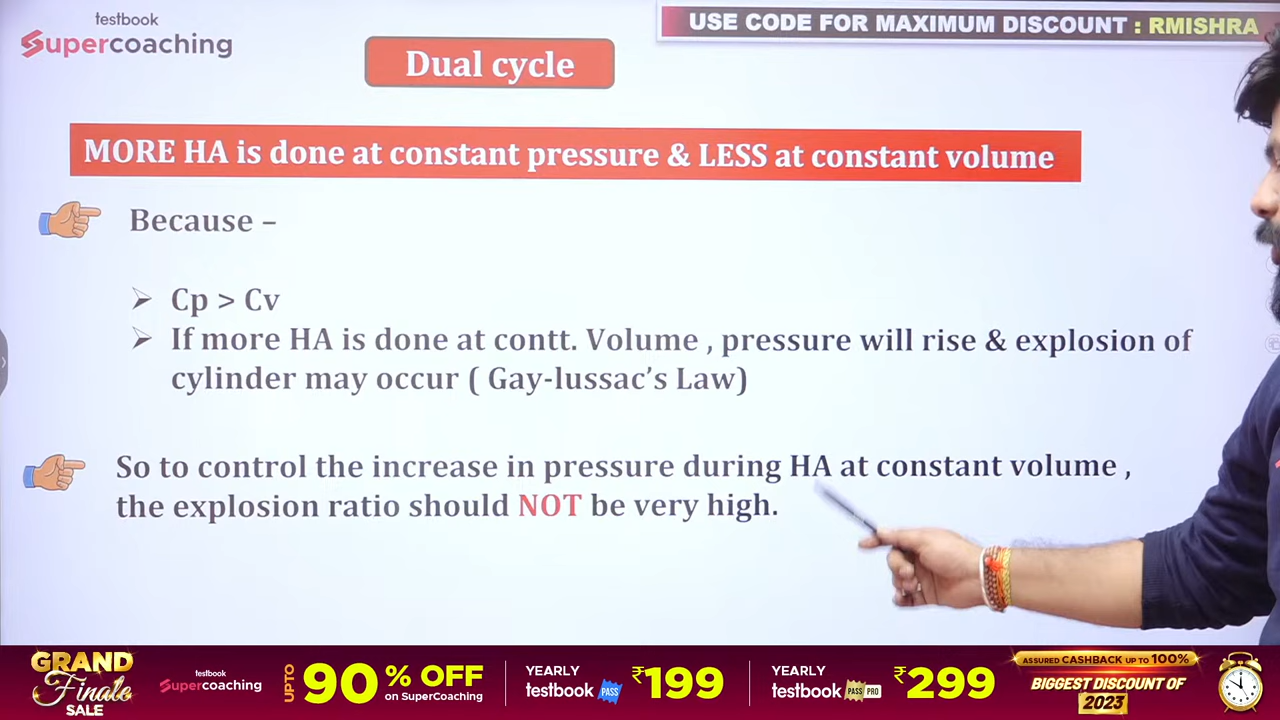 testbook
Supercoaching
USE CODE FOR MAXIMUM DISCOUNT : RMISHRA
Dual cycle
MORE HA is done at constant pressure & LESS at constant volume
Because –
Cp > Cv
If more HA is done at contt. Volume , pressure will rise & explosion of
cylinder may occur ( Gay-lussac’s Law)
So to control the increase in pressure during HA at constant volume ,
the explosion ratio should NOT be very high.
GRAND
Finale
SALE
testbook
Supercoaching
UPTO
90% OFF
on SuperCoaching
YEARLY
testbook PASS
₹199
YEARLY
testbook PASS PRO
₹299
ASSURED CASHBACK UP TO 100%
BIGGEST DISCOUNT OF
2023